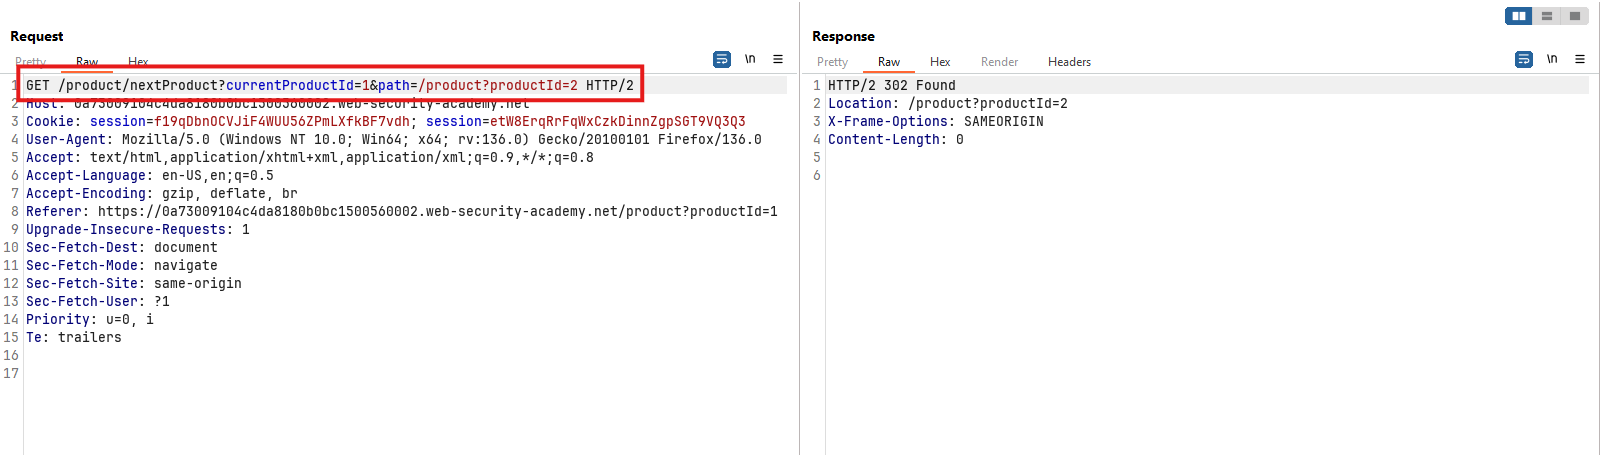 Request
Pretty Raw Hex \n
1 GET /product/nextProduct?currentProductId=1&path=/product?productId=2 HTTP/2
2 Host: 0a73009104c4da8180b0bc1500560002.web-security-academy.net
3 Cookie: session=f19qDbnOCVJiF4WUU56ZPmLXfkBF7vdh; session=etW8ErqRrFqWxCzkDinnZgpSGT9VQ3Q3
4 User-Agent: Mozilla/5.0 (Windows NT 10.0; Win64; x64; rv:136.0) Gecko/20100101 Firefox/136.0
5 Accept: text/html,application/xhtml+xml,application/xml;q=0.9,*/*;q=0.8
6 Accept-Language: en-US,en;q=0.5
7 Accept-Encoding: gzip, deflate, br
8 Referer: https://0a73009104c4da8180b0bc1500560002.web-security-academy.net/product?productId=1
9 Upgrade-Insecure-Requests: 1
10 Sec-Fetch-Dest: document
11 Sec-Fetch-Mode: navigate
12 Sec-Fetch-Site: same-origin
13 Sec-Fetch-User: ?1
14 Priority: u=0, i
15 Te: trailers
16
17
Response
Pretty Raw Hex Render Headers \n
1 HTTP/2 302 Found
2 Location: /product?productId=2
3 X-Frame-Options: SAMEORIGIN
4 Content-Length: 0
5
6